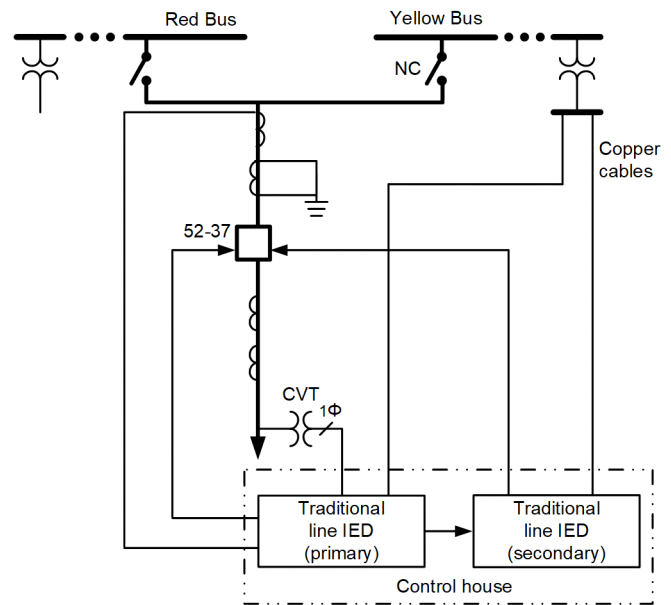 Red Bus
Yellow Bus
NC
Copper
cables
52-37
CVT
1Φ
Traditional
line IED
(primary)
Traditional
line IED
(secondary)
Control house